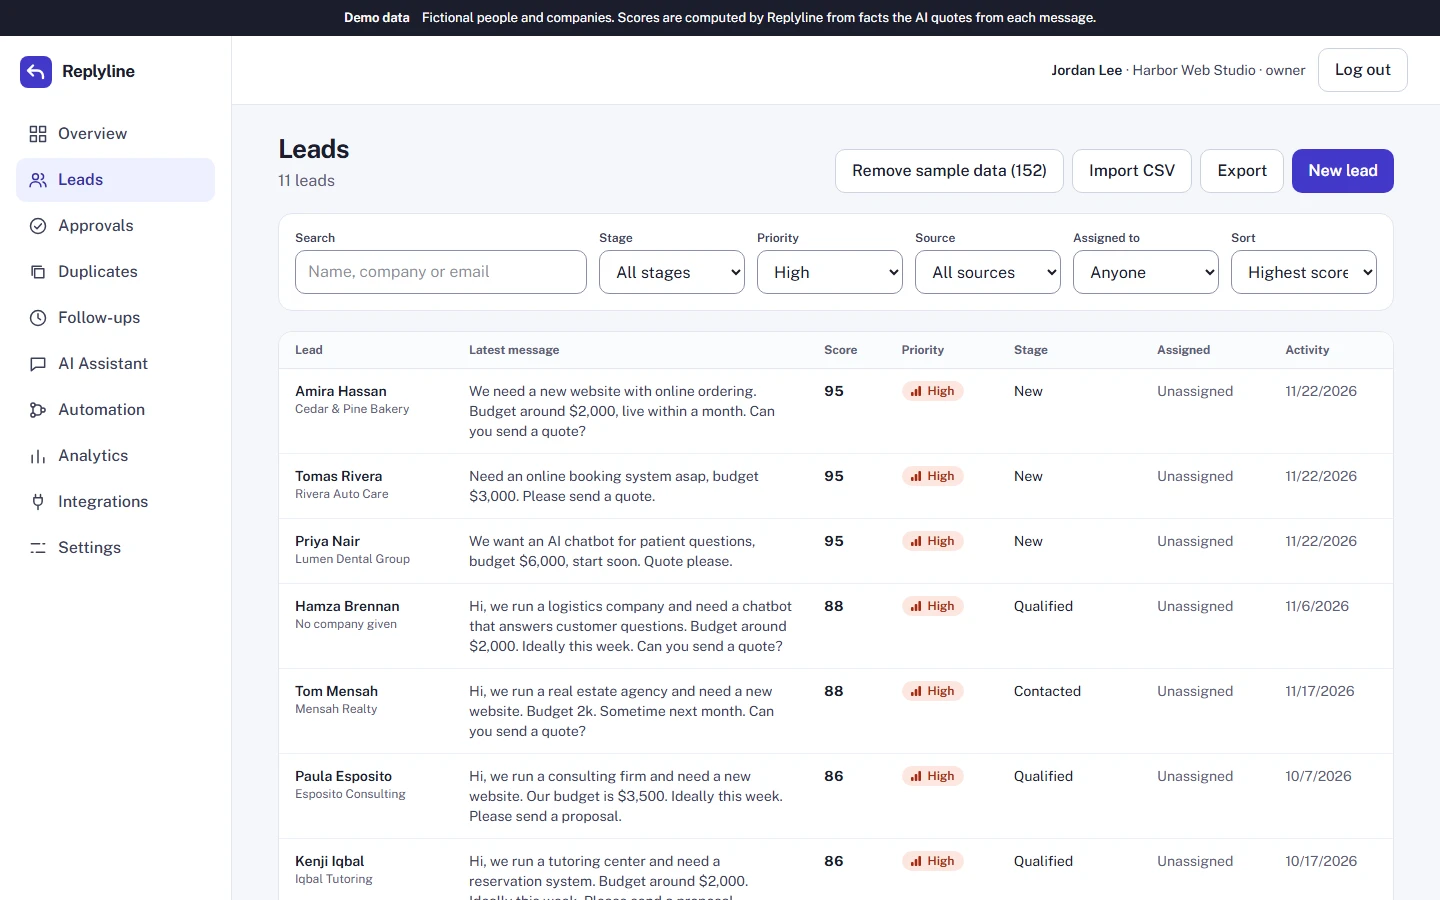 Demo data Fictional people and companies. Scores are computed by Replyline from facts the AI quotes from each message.
Replyline
Jordan Lee · Harbor Web Studio · owner
Log out
Overview
Leads
Approvals
Duplicates
Follow-ups
AI Assistant
Automation
Analytics
Integrations
Settings
Leads
11 leads
Remove sample data (152)
Import CSV
Export
New lead
Search
Name, company or email
Stage
All stages
Priority
High
Source
All sources
Assigned to
Anyone
Sort
Highest score
Lead Latest message Score Priority Stage Assigned Activity
Amira Hassan
Cedar & Pine Bakery
We need a new website with online ordering.
Budget around $2,000, live within a month. Can
you send a quote?
95 High New Unassigned 11/22/2026
Tomas Rivera
Rivera Auto Care
Need an online booking system asap, budget
$3,000. Please send a quote.
95 High New Unassigned 11/22/2026
Priya Nair
Lumen Dental Group
We want an AI chatbot for patient questions,
budget $6,000, start soon. Quote please.
95 High New Unassigned 11/22/2026
Hamza Brennan
No company given
Hi, we run a logistics company and need a chatbot
that answers customer questions. Budget around
$2,000. Ideally this week. Can you send a quote?
88 High Qualified Unassigned 11/6/2026
Tom Mensah
Mensah Realty
Hi, we run a real estate agency and need a new
website. Budget 2k. Sometime next month. Can
you send a quote?
88 High Contacted Unassigned 11/17/2026
Paula Esposito
Esposito Consulting
Hi, we run a consulting firm and need a new
website. Our budget is $3,500. Ideally this week.
Please send a proposal.
86 High Qualified Unassigned 10/7/2026
Kenji Iqbal
Iqbal Tutoring
Hi, we run a tutoring center and need a
reservation system. Budget around $2,000.
Ideally this week. Please send a proposal.
86 High Qualified Unassigned 10/17/2026